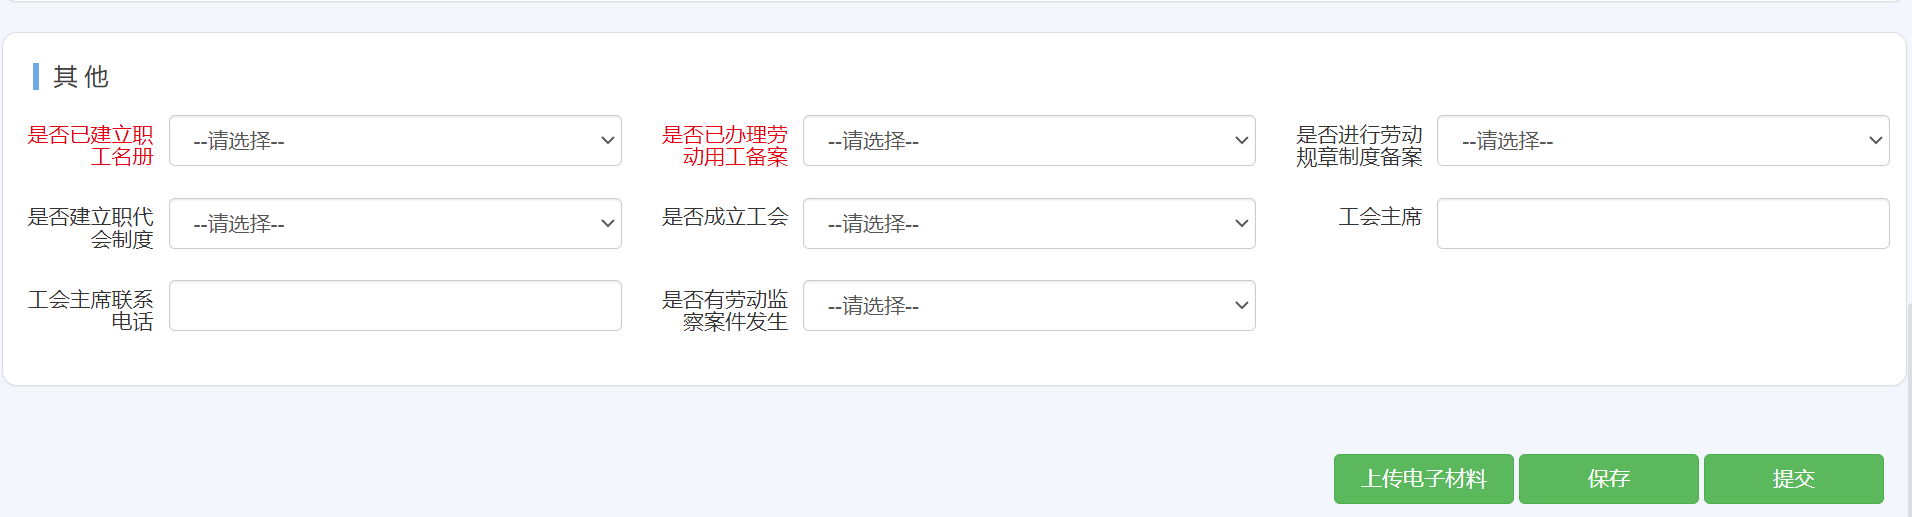 其 他
是否已建立职
工名册
--请选择--
是否已办理劳
动用工备案
--请选择--
是否进行劳动
规章制度备案
--请选择--
是否建立职代
会制度
--请选择--
是否成立工会
--请选择--
工会主席
工会主席联系
电话
是否有劳动监
察案件发生
--请选择--
上传电子材料
保存
提交